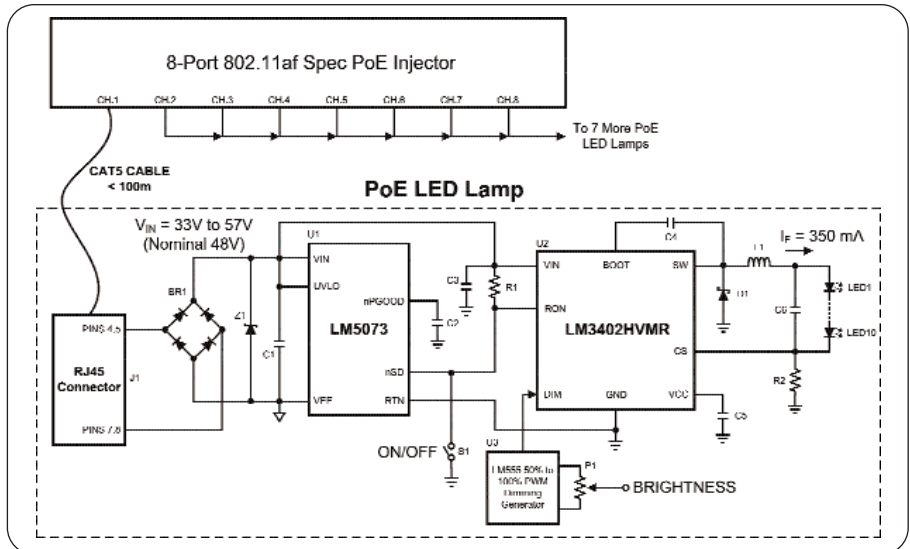 8-Port 802.11af Spec PoE Injector
CH.1 CH.2 CH.3 CH.4 CH.5 CH.6 CH.7 CH.8
To 7 More PoE
LED Lamps
CAT5 CABLE
< 100m
PoE LED Lamp
VIN = 33V to 57V
(Nominal 48V)
U1
VIN
UVLO
nPGOOD
LM5073
nSD
VEE
RTN
BR1
Z1
C1
C2
C3
R1
U2
VIN
BOOT
SW
RON
LM3402HVMR
CS
DIM
GND
VCC
C4
L1
IF = 350 mA
D1
C6
LED1
LED10
R2
C5
PINS 4,5
RJ45
Connector
J1
PINS 7,8
ON/OFF
S1
U3
LM555 50% to
100% PWM
Dimming
Generator
P1
BRIGHTNESS